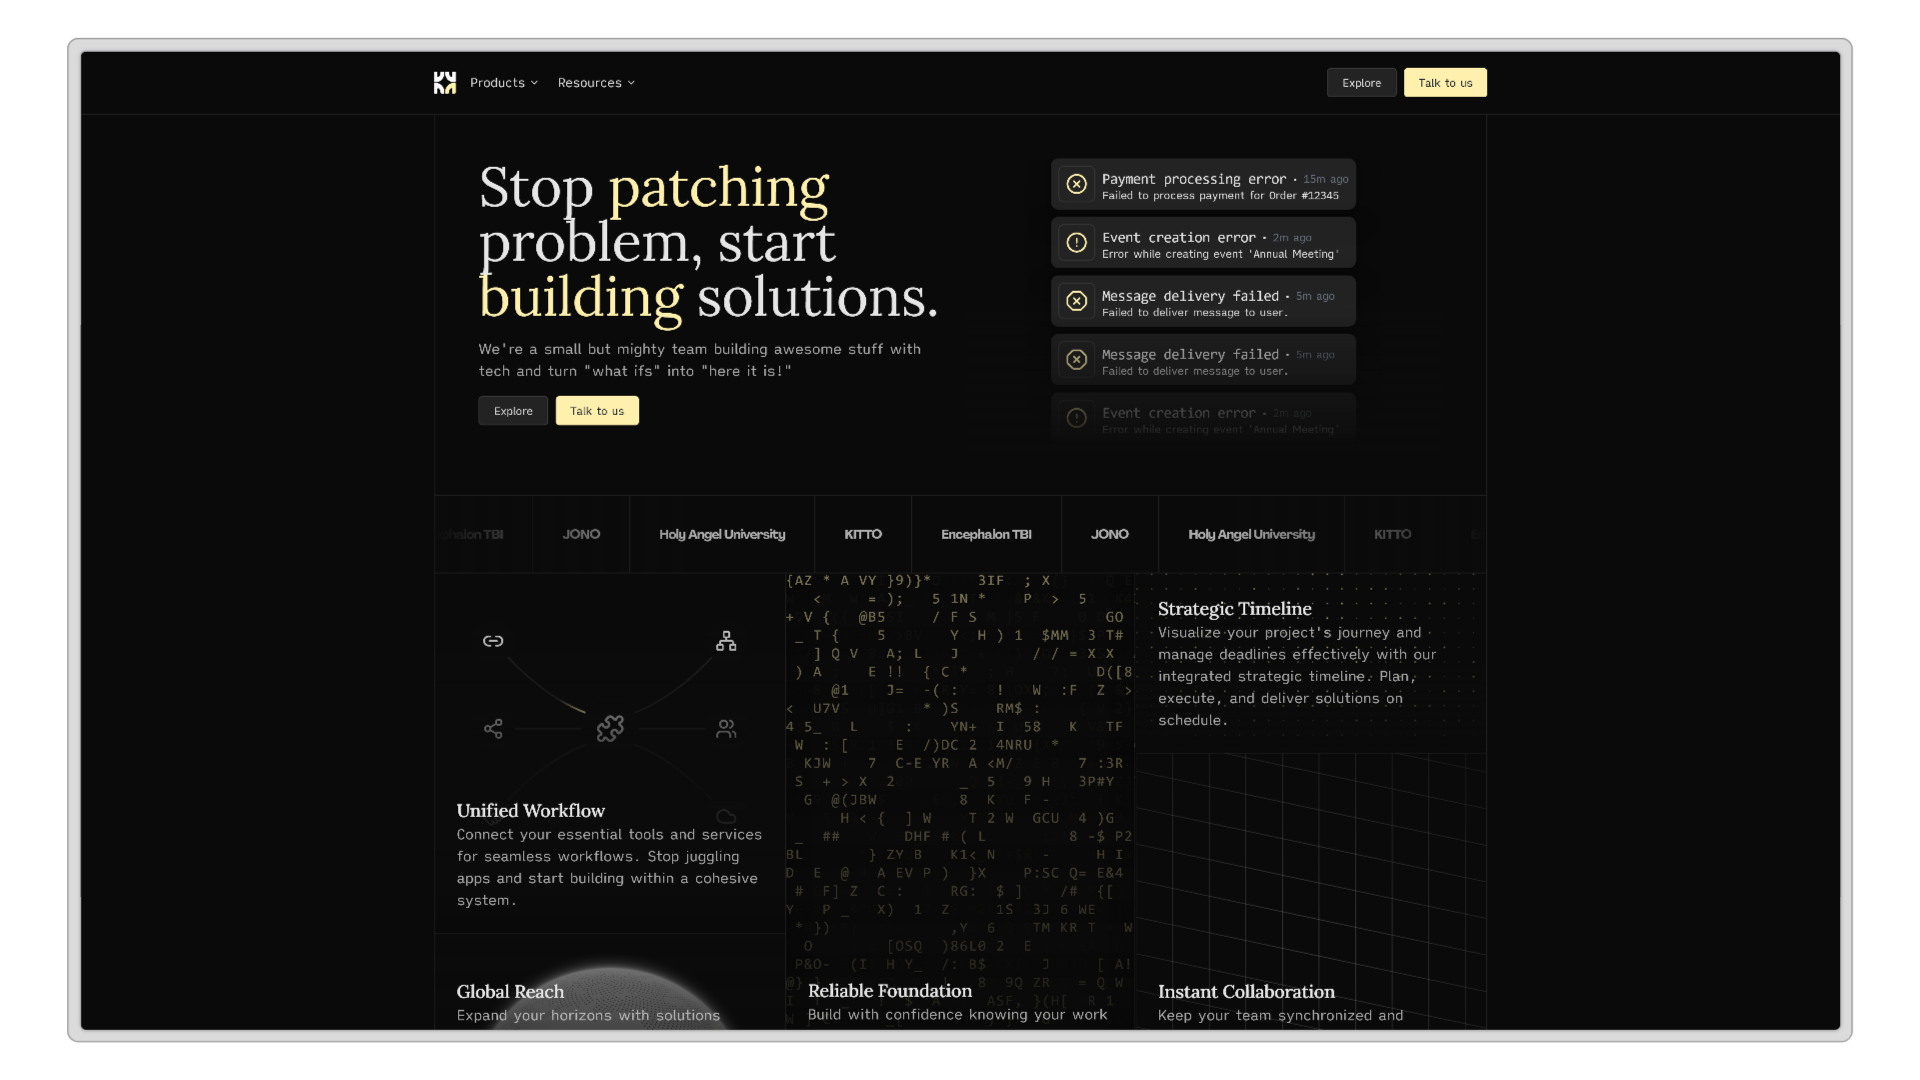 Products
Resources
Explore
Talk to us
Stop patching
problem, start
building solutions.
We're a small but mighty team building awesome stuff with
tech and turn "what ifs" into "here it is!"
Explore
Talk to us
Payment processing error • 15m ago
Failed to process payment for Order #12345
Event creation error • 2m ago
Error while creating event 'Annual Meeting'
Message delivery failed • 5m ago
Failed to deliver message to user.
Message delivery failed • 5m ago
Failed to deliver message to user.
Event creation error • 2m ago
Error while creating event 'Annual Meeting'
phalon TBI
JONO
Holy Angel University
KITTO
Encephalon TBI
JONO
Holy Angel University
KITTO
Unified Workflow
Connect your essential tools and services
for seamless workflows. Stop juggling
apps and start building within a cohesive
system.
Strategic Timeline
Visualize your project's journey and
manage deadlines effectively with our
integrated strategic timeline. Plan,
execute, and deliver solutions on
schedule.
Global Reach
Expand your horizons with solutions
Reliable Foundation
Build with confidence knowing your work
Instant Collaboration
Keep your team synchronized and